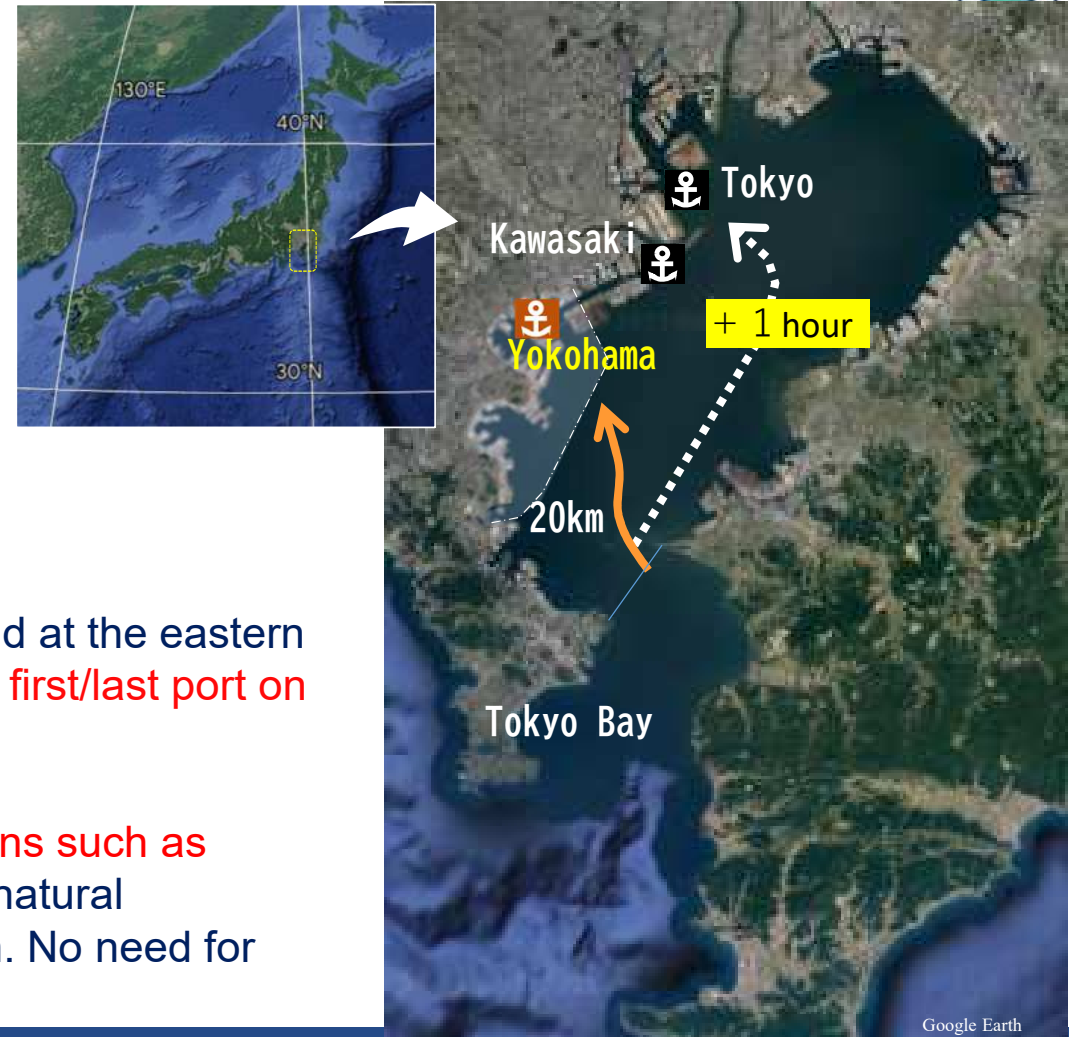 130°E
40°N
30°N
Tokyo
Kawasaki
+ 1 hour
Yokohama
20km
Tokyo Bay
d at the eastern
first/last port on
ns such as
natural
. No need for
Google Earth